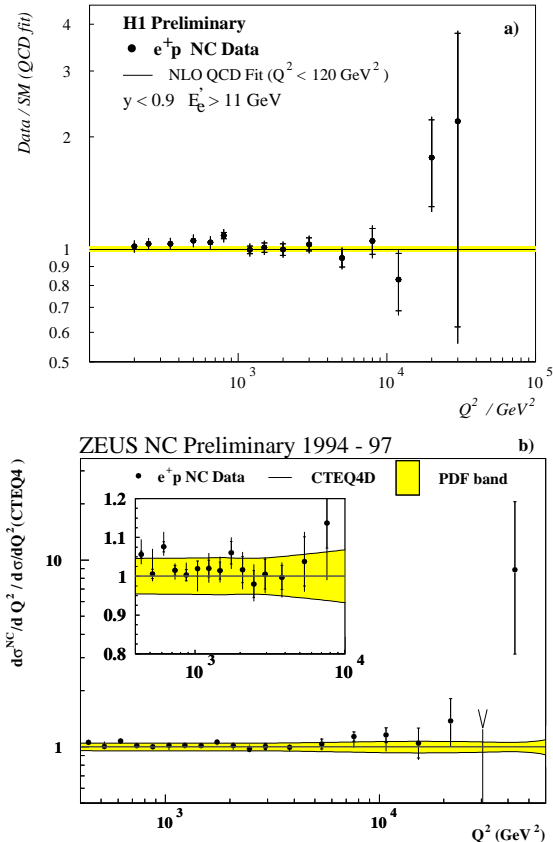 H1 Preliminary
a)
e⁺p NC Data
NLO QCD Fit (Q² < 120 GeV²)
y < 0.9 E'e > 11 GeV
Data / SM (QCD fit)
4
2
1
0.9
0.8
0.7
0.6
0.5
10³ 10⁴ 10⁵
Q² / GeV²
ZEUS NC Preliminary 1994 - 97
b)
e⁺p NC Data CTEQ4D PDF band
dσ^NC/d Q² / dσ/dQ²(CTEQ4)
1.2
1.1
1
0.9
0.8
10³ 10⁴
10
1
10³ 10⁴
Q² (GeV²)